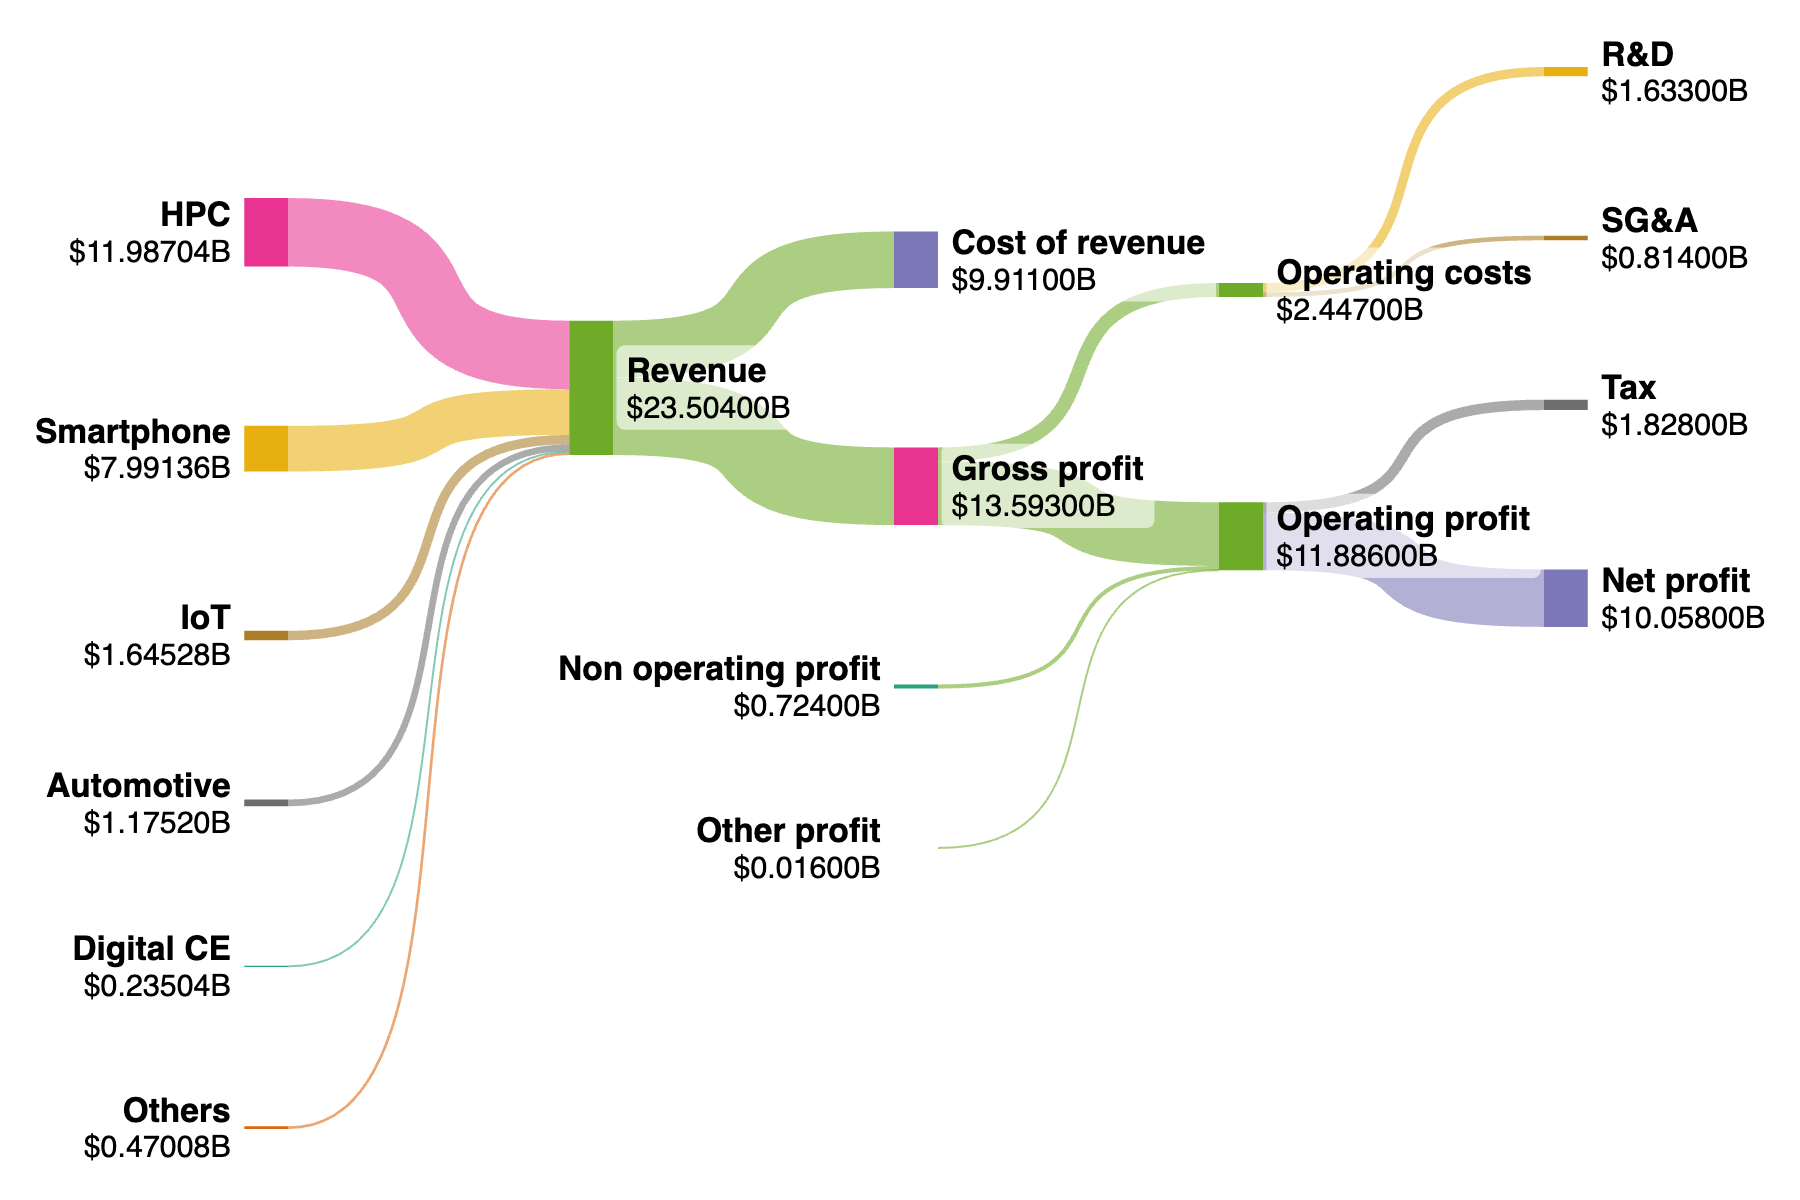 R&D
$1.63300B
HPC
$11.98704B
SG&A
$0.81400B
Cost of revenue
$9.91100B
Operating costs
$2.44700B
Revenue
$23.50400B
Tax
$1.82800B
Smartphone
$7.99136B
Gross profit
$13.59300B
Operating profit
$11.88600B
Net profit
$10.05800B
IoT
$1.64528B
Non operating profit
$0.72400B
Automotive
$1.17520B
Other profit
$0.01600B
Digital CE
$0.23504B
Others
$0.47008B